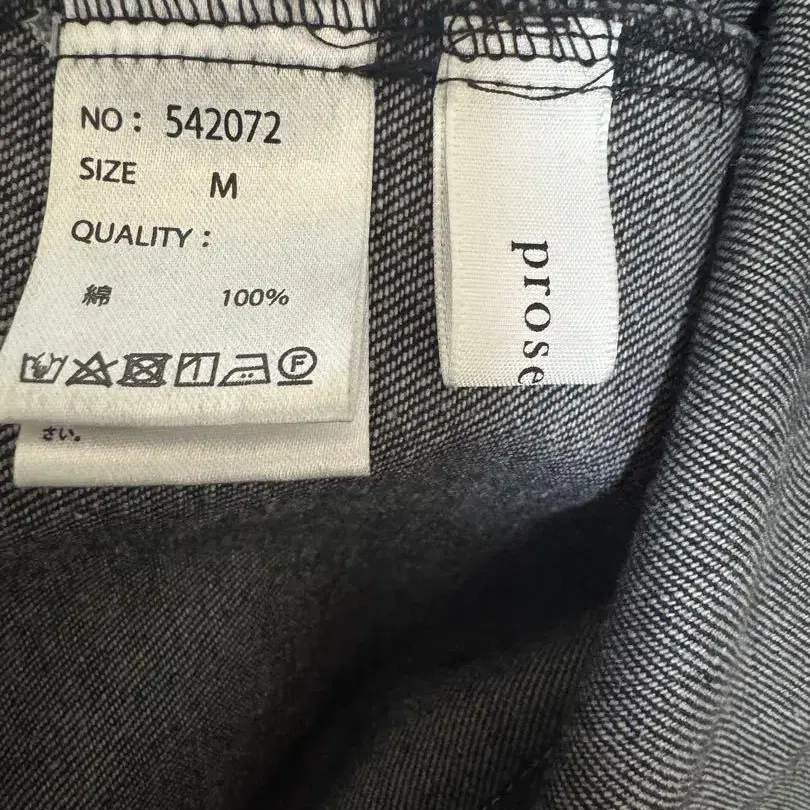 NO： 542072
SIZE M
QUALITY：
綿 100%
F
さい。
prose